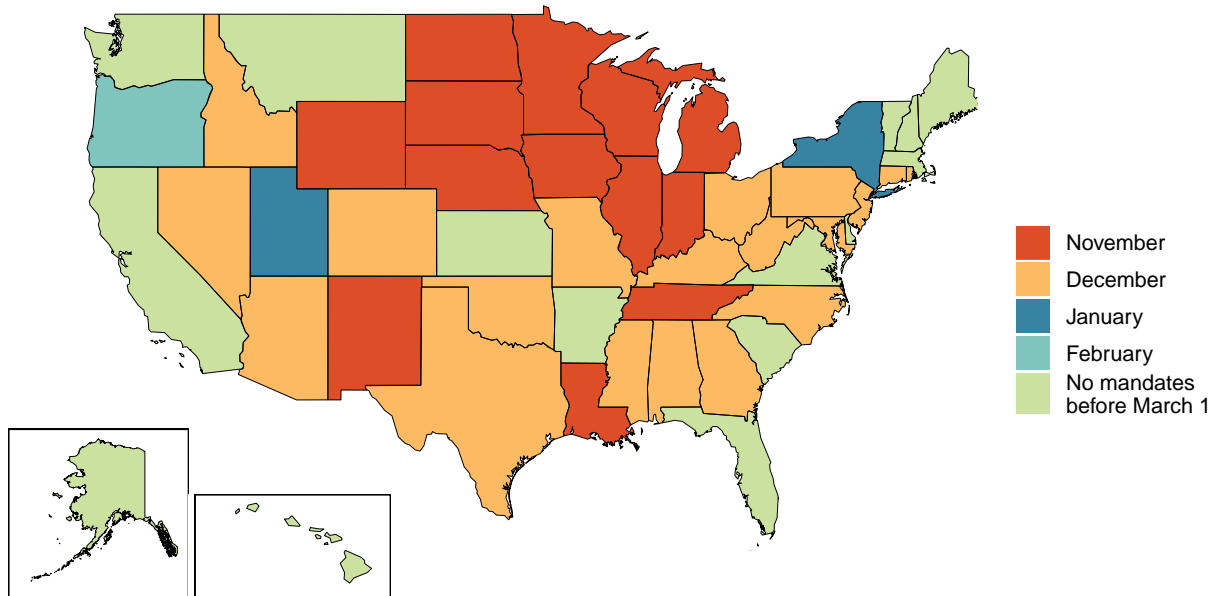 November
December
January
February
No mandates
before March 1